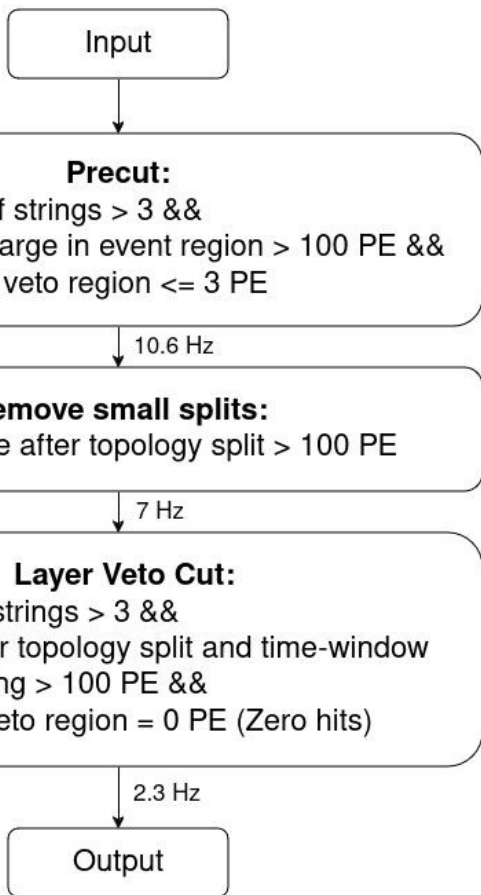 Input
Precut:
f strings > 3 &&
arge in event region > 100 PE &&
veto region <= 3 PE
10.6 Hz
emove small splits:
e after topology split > 100 PE
7 Hz
Layer Veto Cut:
strings > 3 &&
r topology split and time-window
ng > 100 PE &&
eto region = 0 PE (Zero hits)
2.3 Hz
Output